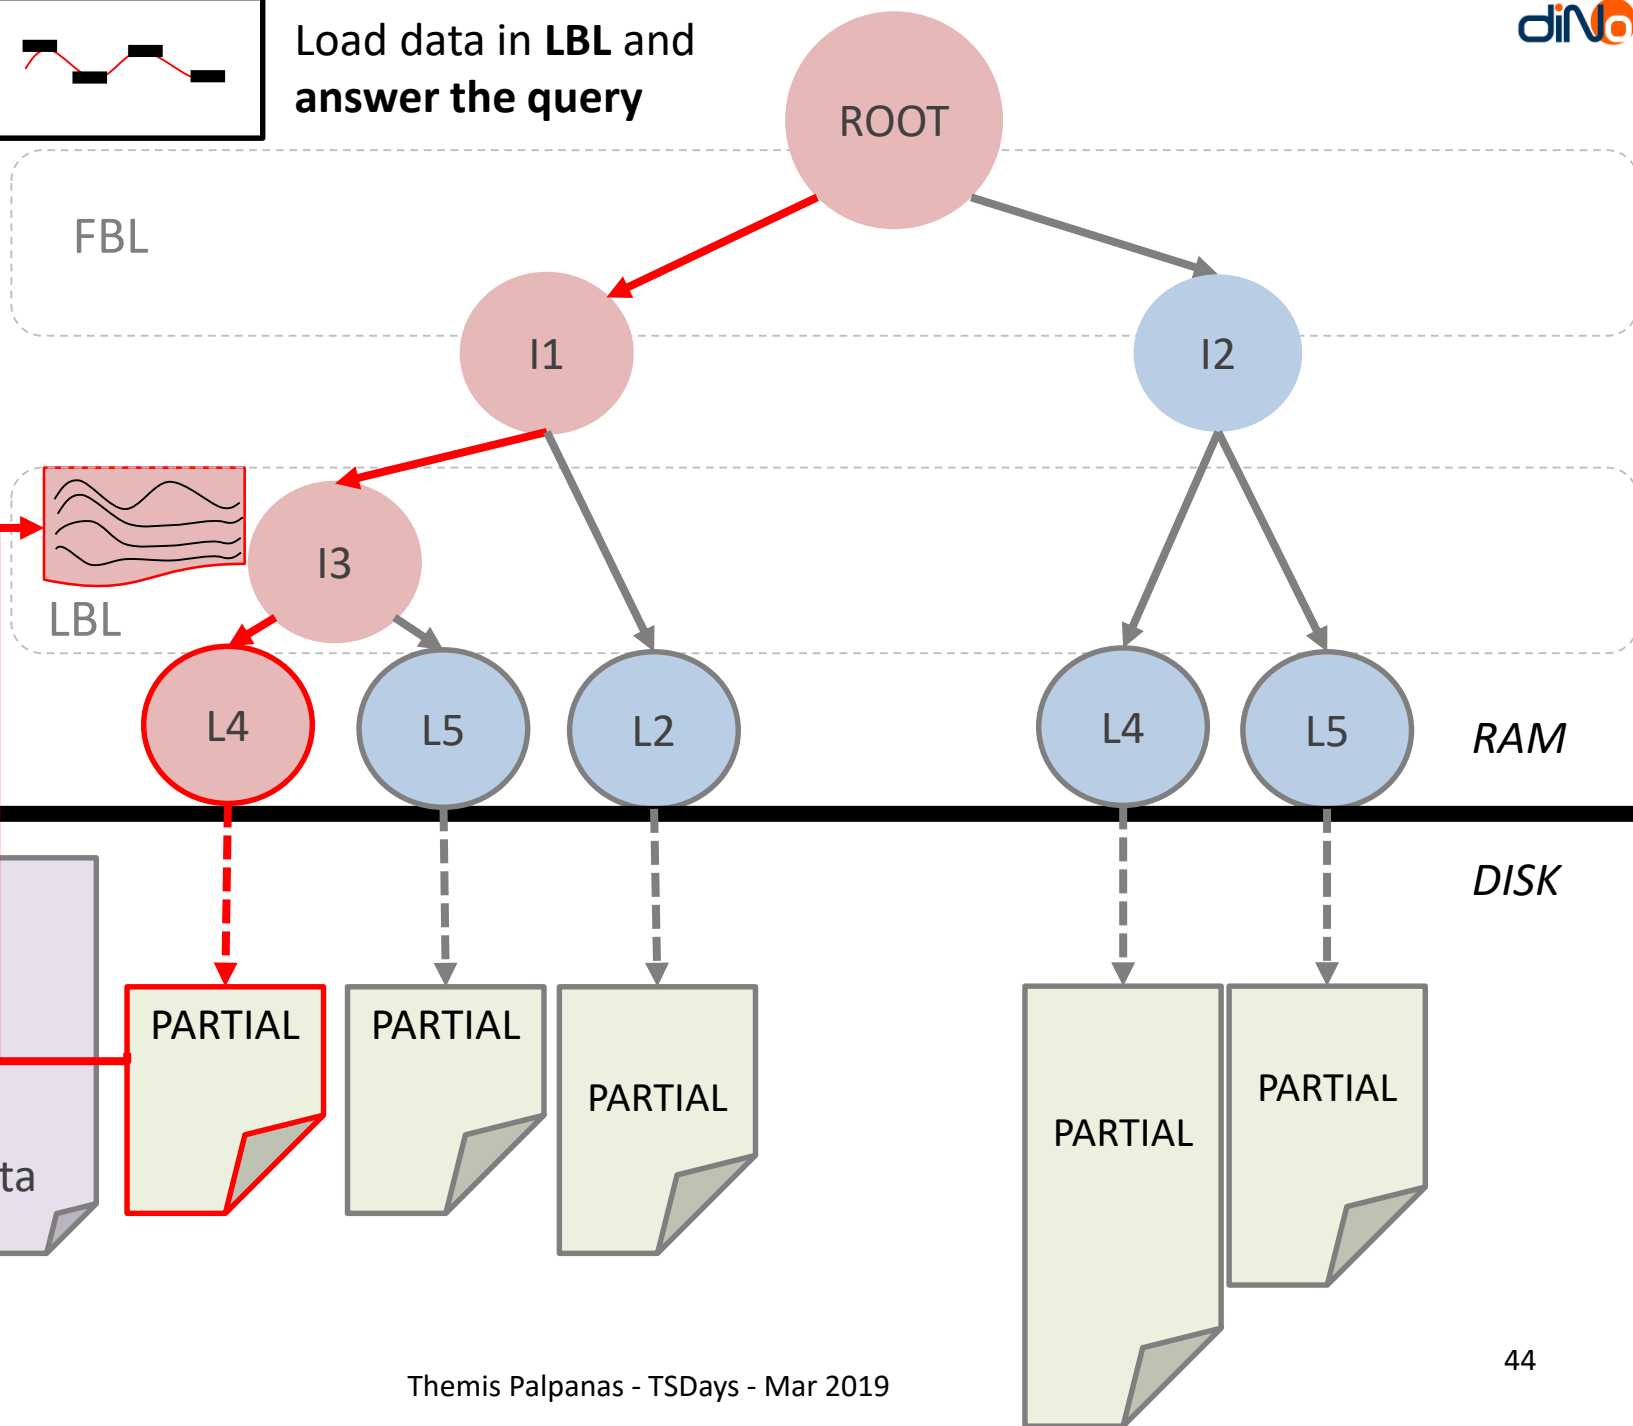 Load data in LBL and
answer the query
diNo
ROOT
FBL
I1
I2
I3
LBL
L4
L5
L2
L4
L5
RAM
DISK
PARTIAL
PARTIAL
PARTIAL
PARTIAL
PARTIAL
ta
Themis Palpanas - TSDays - Mar 2019
44